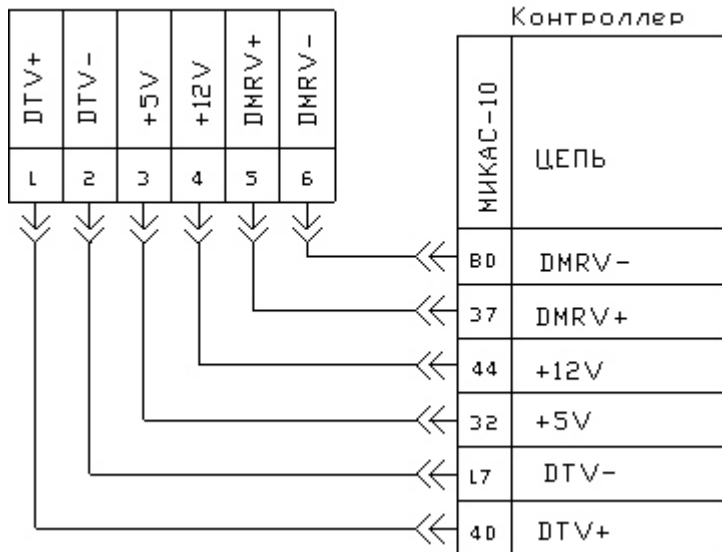 Контроллер
DTV+
DTV-
+5V
+12V
DMRV+
DMRV-
1 2 3 4 5 6
МИКАС-10
ЦЕПЬ
80 DMRV-
37 DMRV+
44 +12V
32 +5V
17 DTV-
40 DTV+